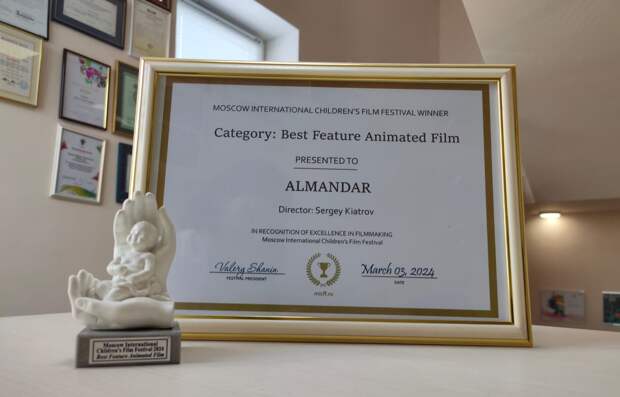 MOSCOW INTERNATIONAL CHILDREN'S FILM FESTIVAL WINNER
Category: Best Feature Animated Film
PRESENTED TO
ALMANDAR
Director: Sergey Kiatrov
IN RECOGNITION OF EXCELLENCE IN FILMMAKING
Moscow International Children's Film Festival
Valery Shanin
FESTIVAL PRESIDENT
March 03, 2024
DATE
micff.ru
Moscow International
Children's Film Festival 2024
Best Feature Animated Film